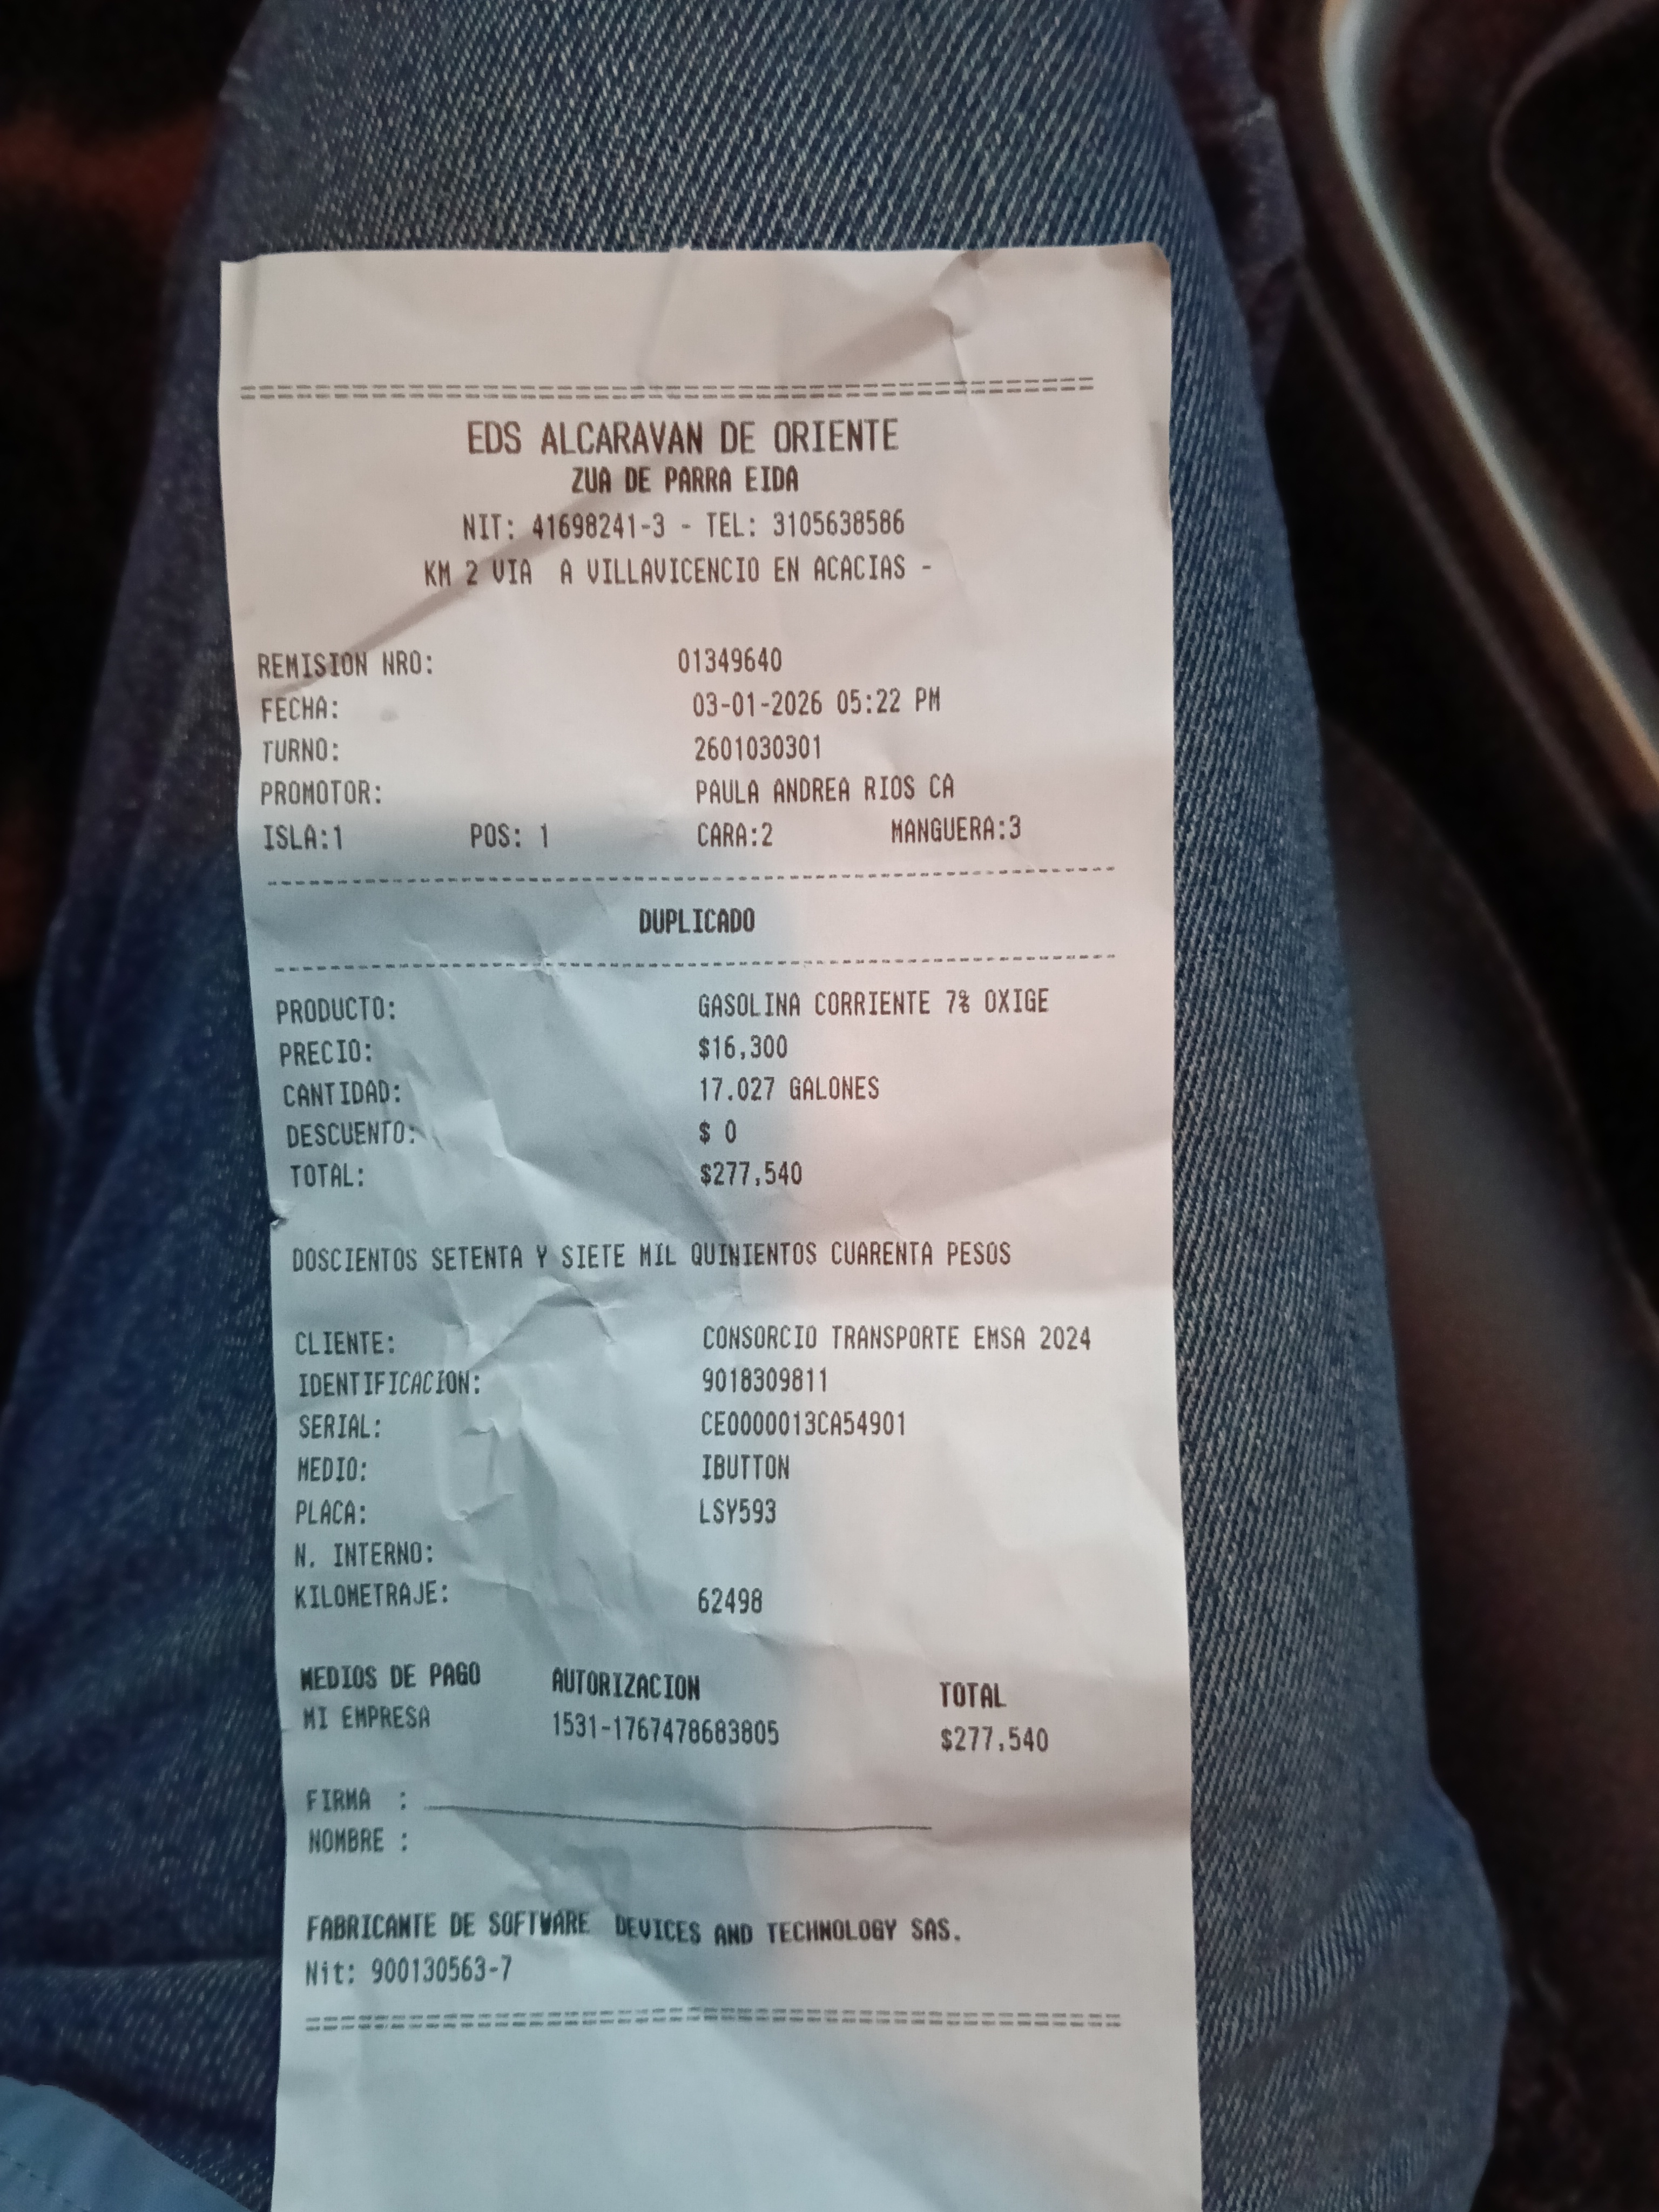 ================================================
EDS ALCARAVAN DE ORIENTE
ZUA DE PARRA EIDA
NIT: 41698241-3 - TEL: 3105638586
KM 2 VIA  A VILLAVICENCIO EN ACACIAS -
REMISION NRO: 01349640
FECHA: 03-01-2026 05:22 PM
TURNO: 2601030301
PROMOTOR: PAULA ANDREA RIOS CA
ISLA:1 POS: 1 CARA:2 MANGUERA:3
DUPLICADO
PRODUCTO: GASOLINA CORRIENTE 7% OXIGE
PRECIO: $16,300
CANTIDAD: 17.027 GALONES
DESCUENTO: $ 0
TOTAL: $277,540
DOSCIENTOS SETENTA Y SIETE MIL QUINIENTOS CUARENTA PESOS
CLIENTE: CONSORCIO TRANSPORTE EMSA 2024
IDENTIFICACION: 9018309811
SERIAL: CE0000013CA54901
MEDIO: IBUTTON
PLACA: LSY593
N. INTERNO:
KILOMETRAJE: 62498
MEDIOS DE PAGO AUTORIZACION TOTAL
MI EMPRESA 1531-1767478683805 $277,540
FIRMA :
NOMBRE :
FABRICANTE DE SOFTWARE  DEVICES AND TECHNOLOGY SAS.
Nit: 900130563-7
================================================